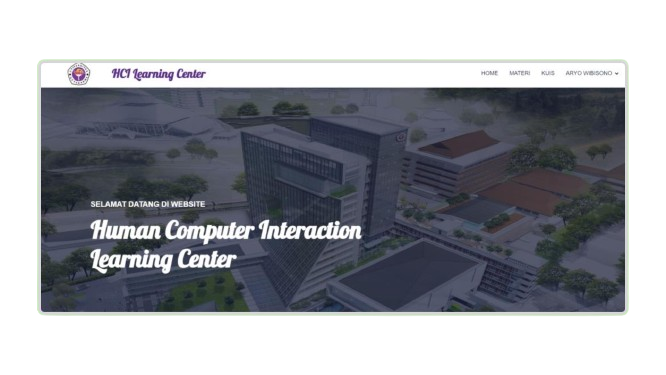 HCI Learning Center
HOME MATERI KUIS ARYO WIBISONO
SELAMAT DATANG DI WEBSITE
Human Computer Interaction
Learning Center